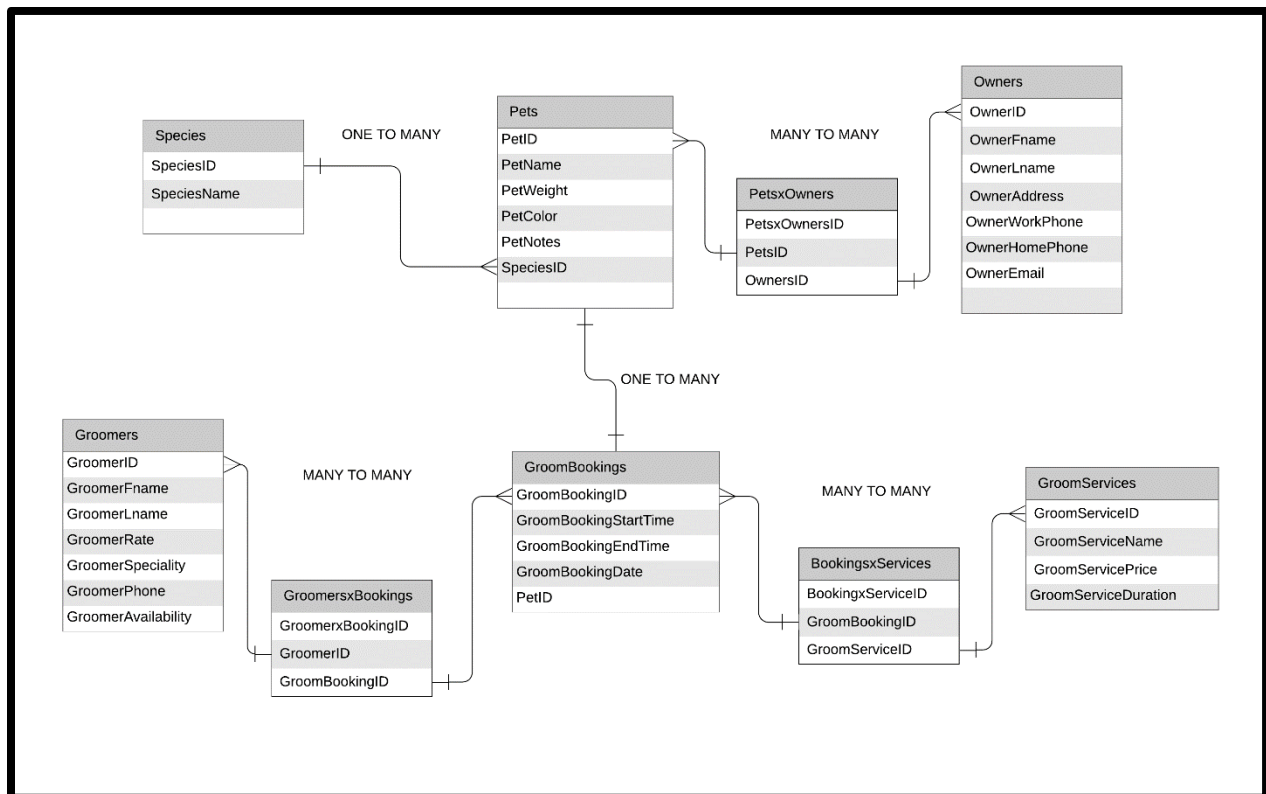 Species
SpeciesID
SpeciesName
ONE TO MANY
Pets
PetID
PetName
PetWeight
PetColor
PetNotes
SpeciesID
MANY TO MANY
PetsxOwners
PetsxOwnersID
PetsID
OwnersID
Owners
OwnerID
OwnerFname
OwnerLname
OwnerAddress
OwnerWorkPhone
OwnerHomePhone
OwnerEmail
ONE TO MANY
Groomers
GroomerID
GroomerFname
GroomerLname
GroomerRate
GroomerSpeciality
GroomerPhone
GroomerAvailability
MANY TO MANY
GroomersxBookings
GroomerxBookingID
GroomerID
GroomBookingID
GroomBookings
GroomBookingID
GroomBookingStartTime
GroomBookingEndTime
GroomBookingDate
PetID
MANY TO MANY
BookingsxServices
BookingxServiceID
GroomBookingID
GroomServiceID
GroomServices
GroomServiceID
GroomServiceName
GroomServicePrice
GroomServiceDuration